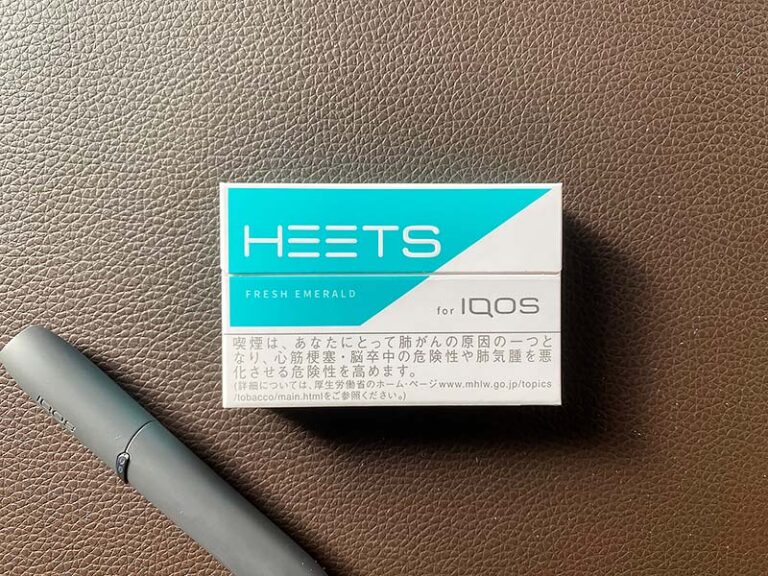 HEETS
FRESH EMERALD
for IQOS
喫煙は、あなたにとって肺がんの原因の一つと
なり、心筋梗塞・脳卒中の危険性や肺気腫を悪
化させる危険性を高めます。
(詳細については、厚生労働省のホーム・ページwww.mhlw.go.jp/topics
/tobacco/main.htmlをご参照ください。)
IQOS